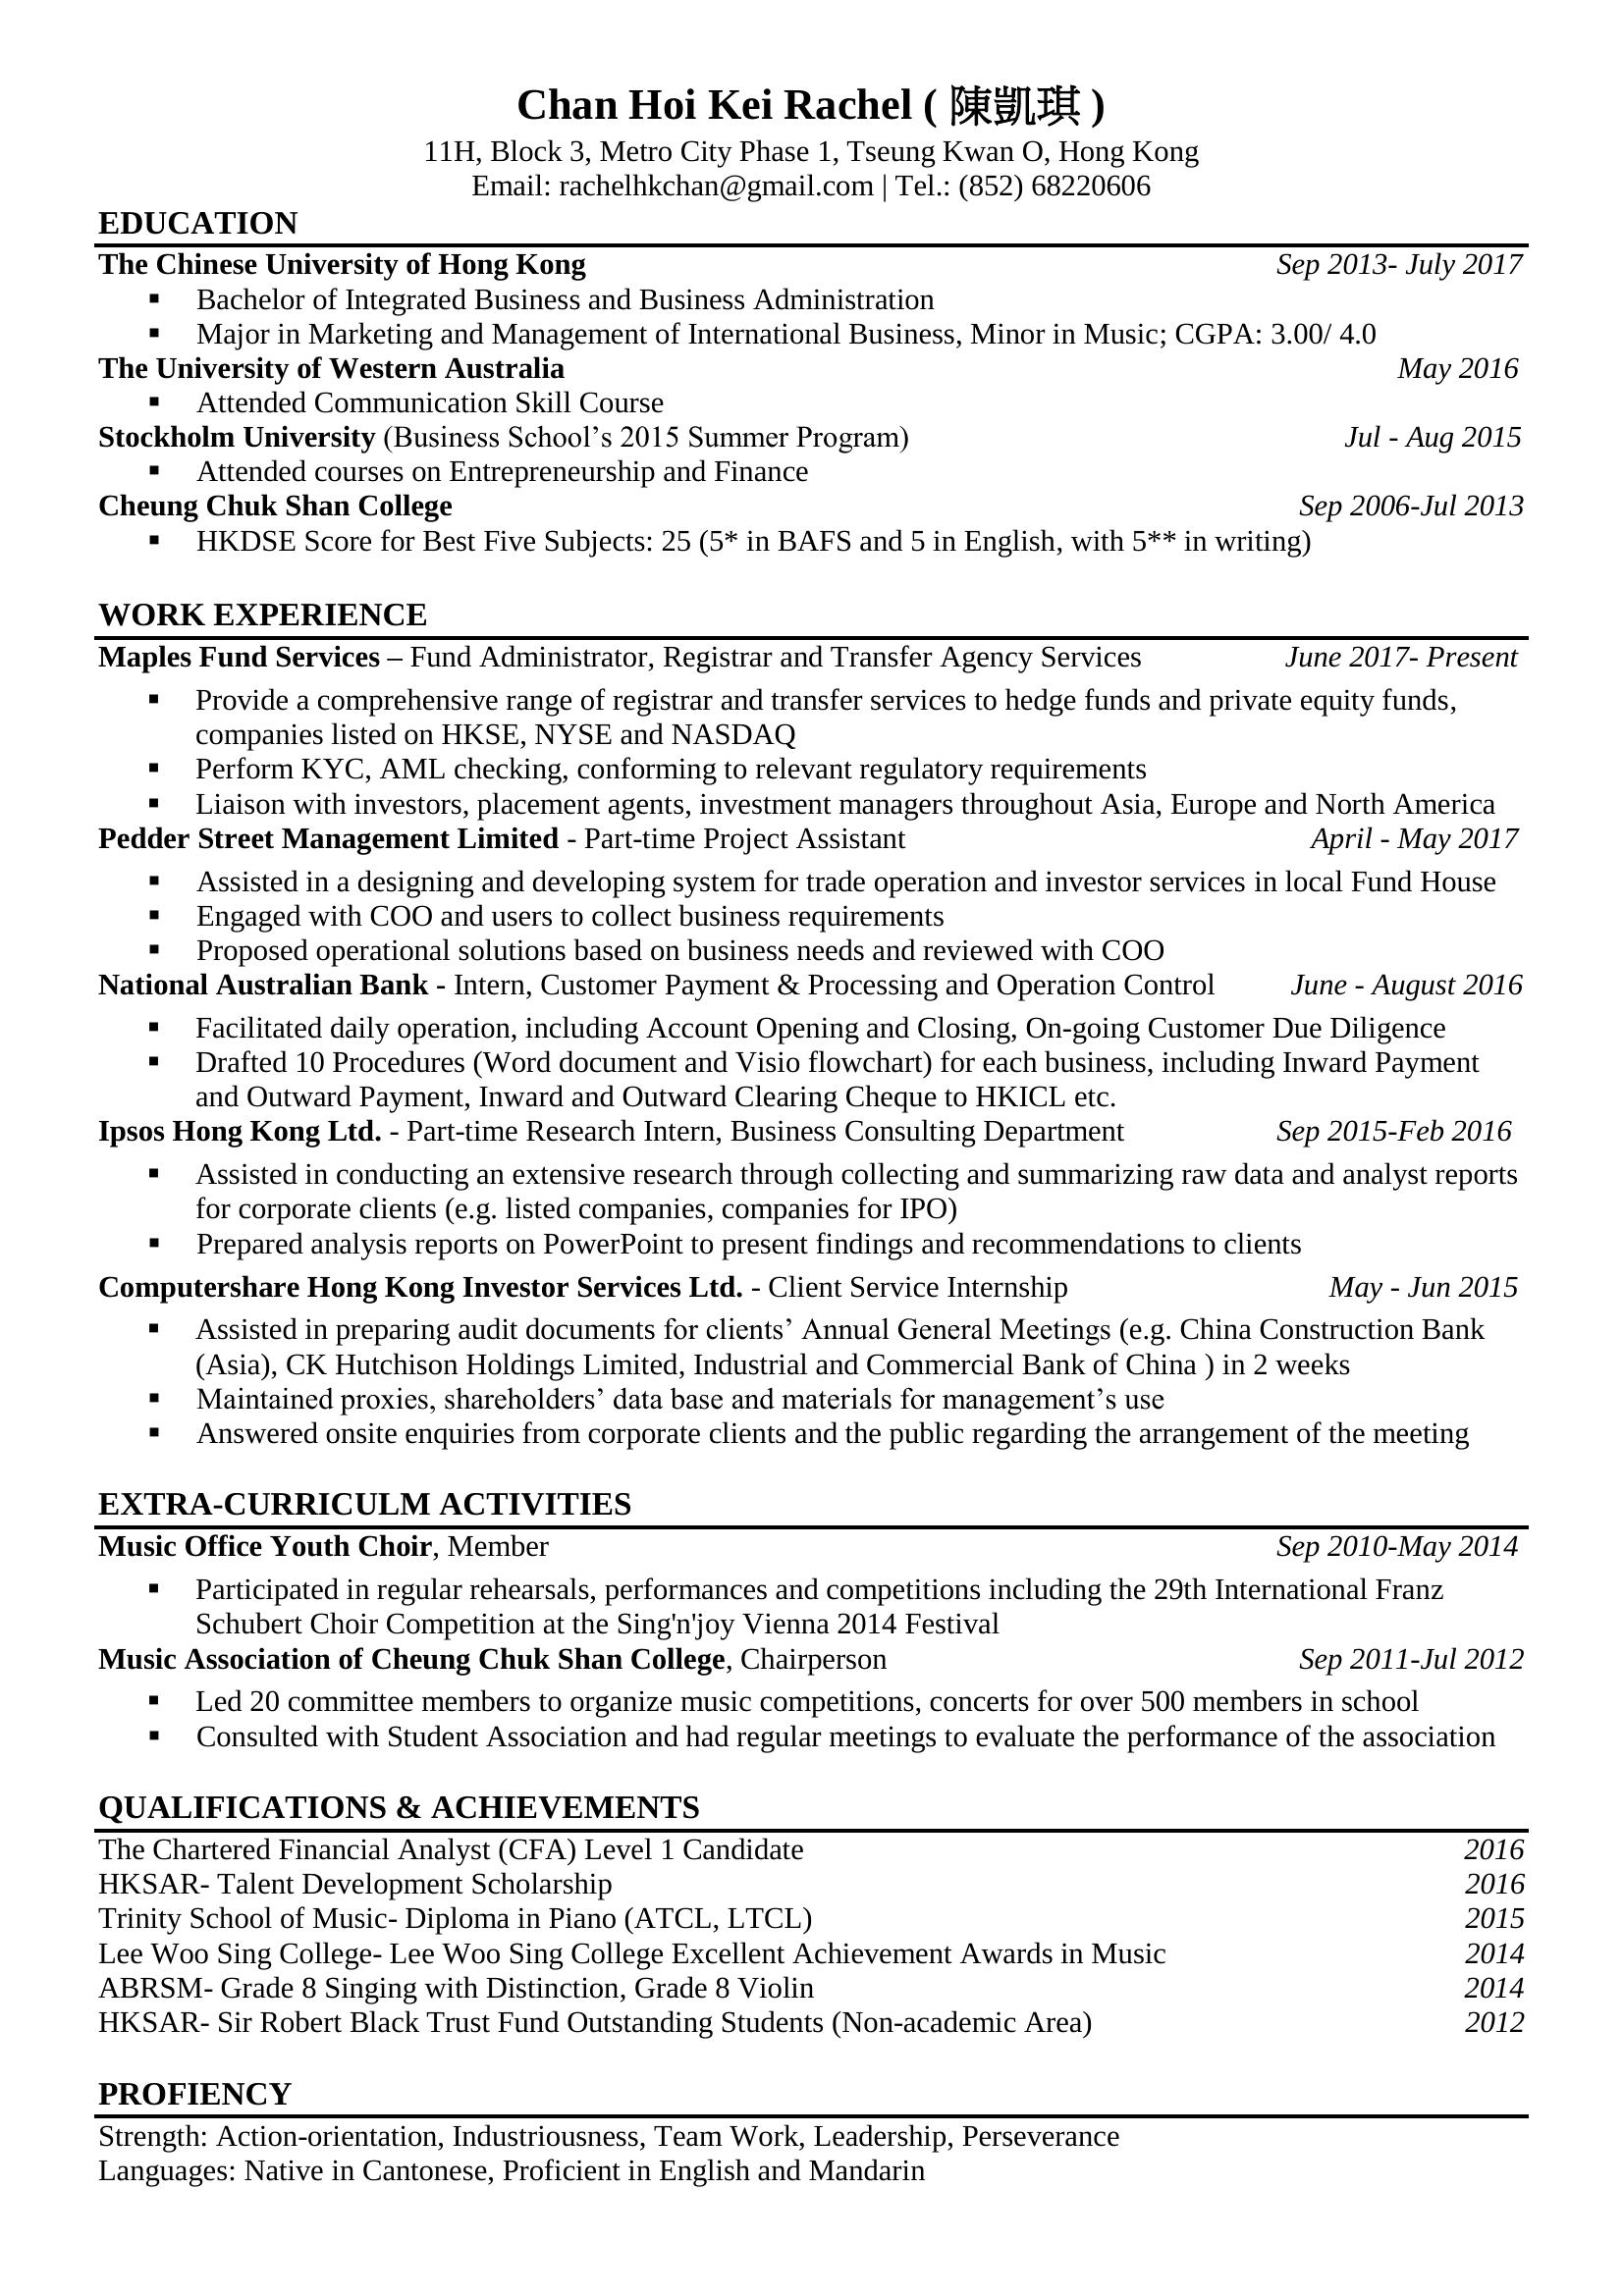 Chan Hoi Kei Rachel ( 陳凱琪 )
11H, Block 3, Metro City Phase 1, Tseung Kwan O, Hong Kong
Email: rachelhkchan@gmail.com | Tel.: (852) 68220606
EDUCATION
The Chinese University of Hong Kong Sep 2013- July 2017
▪ Bachelor of Integrated Business and Business Administration
▪ Major in Marketing and Management of International Business, Minor in Music; CGPA: 3.00/ 4.0
The University of Western Australia May 2016
▪ Attended Communication Skill Course
Stockholm University (Business School’s 2015 Summer Program) Jul - Aug 2015
▪ Attended courses on Entrepreneurship and Finance
Cheung Chuk Shan College Sep 2006-Jul 2013
▪ HKDSE Score for Best Five Subjects: 25 (5* in BAFS and 5 in English, with 5** in writing)
WORK EXPERIENCE
Maples Fund Services – Fund Administrator, Registrar and Transfer Agency Services June 2017- Present
▪ Provide a comprehensive range of registrar and transfer services to hedge funds and private equity funds,
companies listed on HKSE, NYSE and NASDAQ
▪ Perform KYC, AML checking, conforming to relevant regulatory requirements
▪ Liaison with investors, placement agents, investment managers throughout Asia, Europe and North America
Pedder Street Management Limited - Part-time Project Assistant April - May 2017
▪ Assisted in a designing and developing system for trade operation and investor services in local Fund House
▪ Engaged with COO and users to collect business requirements
▪ Proposed operational solutions based on business needs and reviewed with COO
National Australian Bank - Intern, Customer Payment & Processing and Operation Control June - August 2016
▪ Facilitated daily operation, including Account Opening and Closing, On-going Customer Due Diligence
▪ Drafted 10 Procedures (Word document and Visio flowchart) for each business, including Inward Payment
and Outward Payment, Inward and Outward Clearing Cheque to HKICL etc.
Ipsos Hong Kong Ltd. - Part-time Research Intern, Business Consulting Department Sep 2015-Feb 2016
▪ Assisted in conducting an extensive research through collecting and summarizing raw data and analyst reports
for corporate clients (e.g. listed companies, companies for IPO)
▪ Prepared analysis reports on PowerPoint to present findings and recommendations to clients
Computershare Hong Kong Investor Services Ltd. - Client Service Internship May - Jun 2015
▪ Assisted in preparing audit documents for clients’ Annual General Meetings (e.g. China Construction Bank
(Asia), CK Hutchison Holdings Limited, Industrial and Commercial Bank of China ) in 2 weeks
▪ Maintained proxies, shareholders’ data base and materials for management’s use
▪ Answered onsite enquiries from corporate clients and the public regarding the arrangement of the meeting
EXTRA-CURRICULM ACTIVITIES
Music Office Youth Choir, Member Sep 2010-May 2014
▪ Participated in regular rehearsals, performances and competitions including the 29th International Franz
Schubert Choir Competition at the Sing'n'joy Vienna 2014 Festival
Music Association of Cheung Chuk Shan College, Chairperson Sep 2011-Jul 2012
▪ Led 20 committee members to organize music competitions, concerts for over 500 members in school
▪ Consulted with Student Association and had regular meetings to evaluate the performance of the association
QUALIFICATIONS & ACHIEVEMENTS
The Chartered Financial Analyst (CFA) Level 1 Candidate 2016
HKSAR- Talent Development Scholarship 2016
Trinity School of Music- Diploma in Piano (ATCL, LTCL) 2015
Lee Woo Sing College- Lee Woo Sing College Excellent Achievement Awards in Music 2014
ABRSM- Grade 8 Singing with Distinction, Grade 8 Violin 2014
HKSAR- Sir Robert Black Trust Fund Outstanding Students (Non-academic Area) 2012
PROFIENCY
Strength: Action-orientation, Industriousness, Team Work, Leadership, Perseverance
Languages: Native in Cantonese, Proficient in English and Mandarin